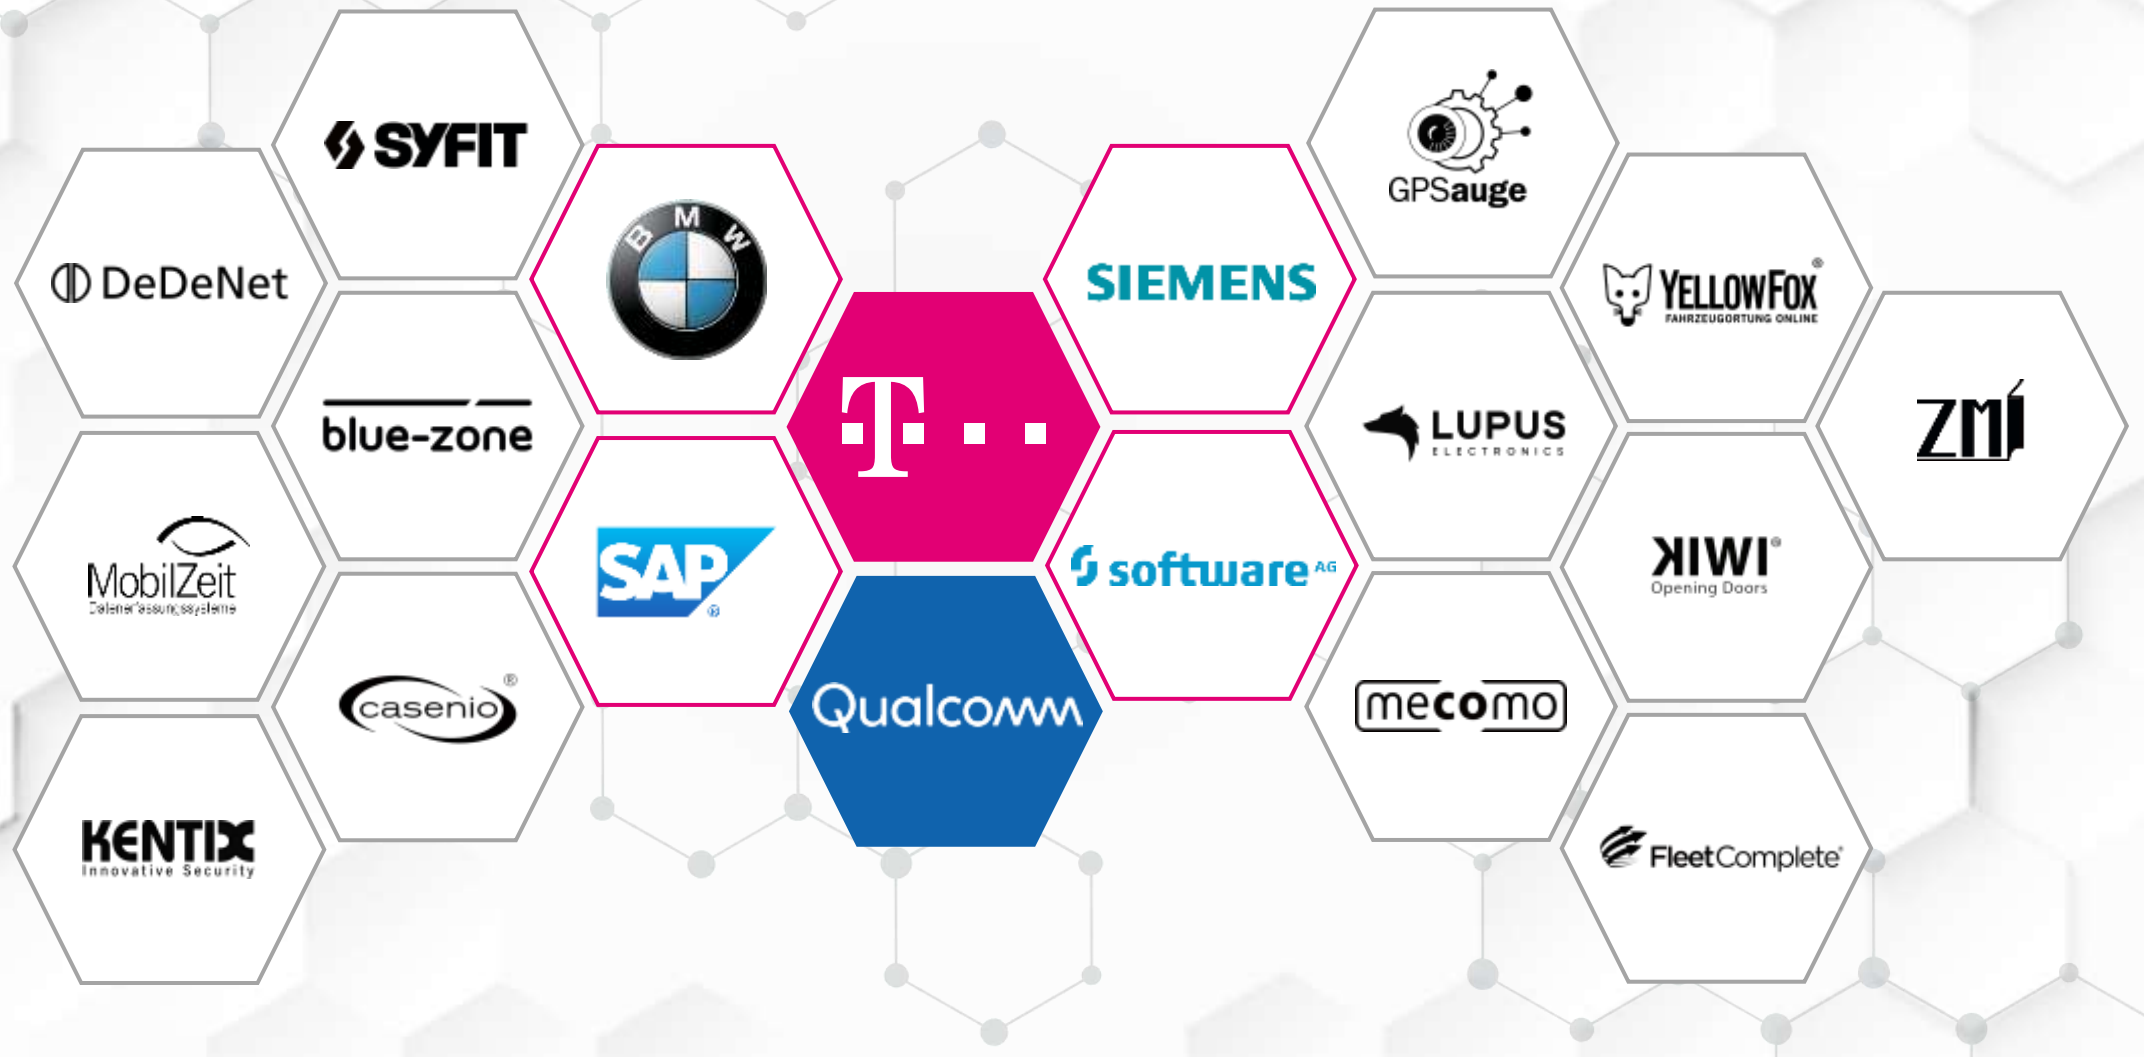 SYFIT
DeDeNet
BMW
blue-zone
MobilZeit
Datenerfassungssysteme
SAP®
casenio®
KENTIX
Innovative Security
T
Qualcomm
SIEMENS
software AG
GPSauge
YELLOWFOX®
FAHRZEUGORTUNG ONLINE
LUPUS
ELECTRONICS
ZMI
KIWI®
Opening Doors
mecomo
FleetComplete®